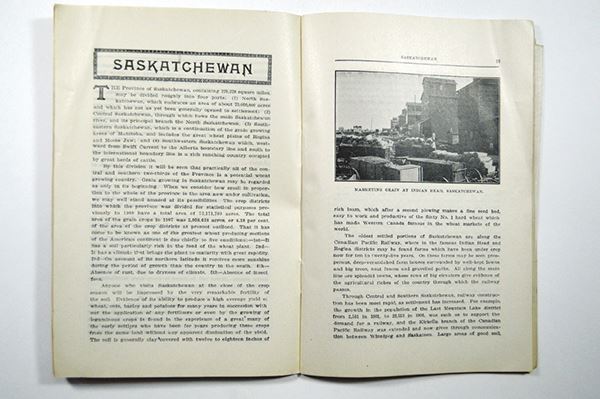 SASKATCHEWAN
THE Province of Saskatchewan, containing square miles
may be divided roughly into four parts. (1) North Sas-
katchewan, which embraces an area of about acres
and which has not as yet been generally opened to settlement. (2)
Central Saskatchewan, through which flows the main Saskatchewan
river, and its principal branch the North Saskatchewan. (3) South-
eastern Saskatchewan, which is a continuation of the grain growing
areas of Manitoba, and includes the great plains of Regina
and Moose Jaw; and (4) Southwestern Saskatchewan which, west-
ward from Swift Current to the Alberta boundary line and south to
the international boundary line is a rich ranching country occupied
by great herds of cattle.
By this division it will be seen that practically all of the cen-
tral and southern two-thirds of the Province is a potential wheat
growing country. Grain growing in Saskatchewan may be regarded
as only in its beginning. When we consider how small in propor-
tion to the whole of the province is the area now under cultivation,
we may well stand amazed at its possibilities. The crop districts
into which the province was divided for statistical purposes pre-
viously to 1908 have a total area of acres. The total
area of the grain crops in 1907 was acres or per cent
of the area of the crop districts as present outlined. That it has
come to be known as one of the greatest wheat producing sections
of the American continent is due chiefly to five conditions:—1st—It
has a soil particularly rich in the food of the wheat plant. 2nd—
It has a climate that brings the plant to maturity with great rapidity.
3rd—On account of its northern latitude it receives more sunshine
during the period of growth than the country to the south. 4th—
Absence of rust, due to dryness of climate. 5th—Absence of insect
foes.
Anyone who visits Saskatchewan at the close of the crop
season will be impressed by the very remarkable fertility of
the soil. Evidence of its ability to produce a high average yield of
wheat, oats, barley and potatoes for many years in succession with-
out the application of any fertilizers or even by the growing of
leguminous crops is found in the experience of a great many of
the early settlers who have been for years producing these crops
from the same land without any apparent diminution of the yield.
The soil is generally clay covered with twelve to eighteen inches of
SASKATCHEWAN
MARKETING GRAIN AT INDIAN HEAD, SASKATCHEWAN.
rich loam, which after a second plowing makes a fine seed bed,
easy to work and productive of the flinty No. 1 hard wheat which
has made Western Canada famous in the wheat markets of the
world.
The oldest settled portions of Saskatchewan are along the
Canadian Pacific Railway, where in the famous Indian Head and
Regina districts may be found farms which have been under crop
now for ten to twenty-five years. On these farms may be seen pros-
perous, deep-verandahed farm houses surrounded by well-kept lawns
and big trees, neat fences and gravelled paths. All along the main
line are splendid towns, whose rows of big elevators give evidence of
the agricultural riches of the country through which the railway
passes.
Through Central and Southern Saskatchewan, railway construc-
tion has been most rapid, as settlement has increased. For example,
the growth in the population of the Last Mountain Lake district
from in 1901, to in 1906, was such as to support the
demand for a railway, and the Kirkella branch of the Canadian
Pacific Railway was extended and now gives through communica-
tion between Winnipeg and Saskatoon. Large areas of good soil,